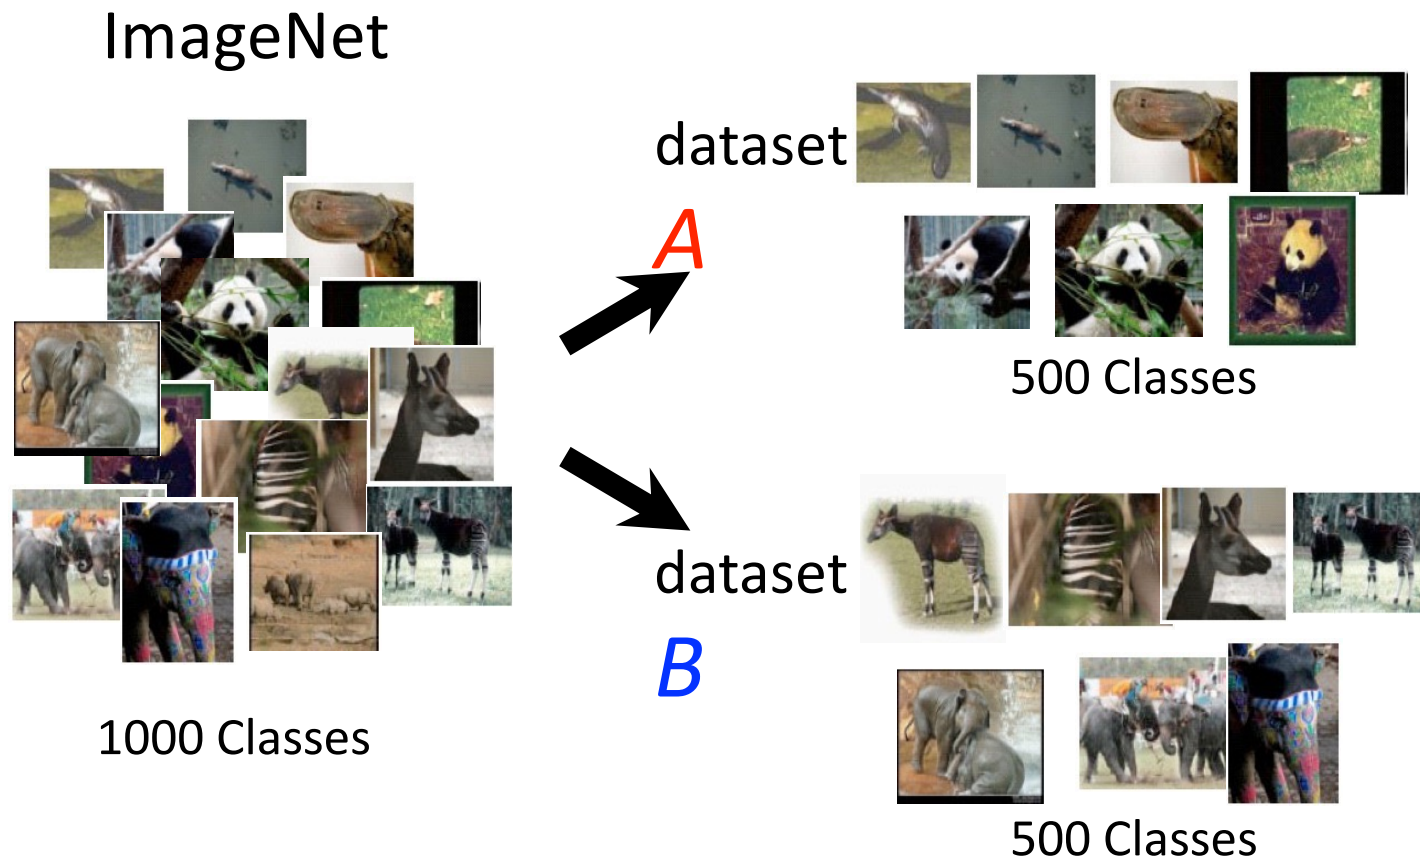 ImageNet
1000 Classes
dataset
A
500 Classes
dataset
B
500 Classes